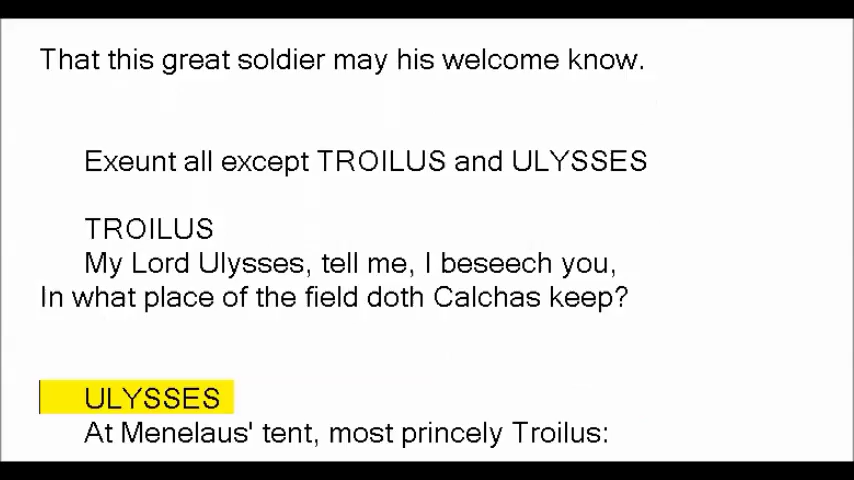 That this great soldier may his welcome know.
Exeunt all except TROILUS and ULYSSES
TROILUS
My Lord Ulysses, tell me, I beseech you,
In what place of the field doth Calchas keep?
ULYSSES
At Menelaus' tent, most princely Troilus: